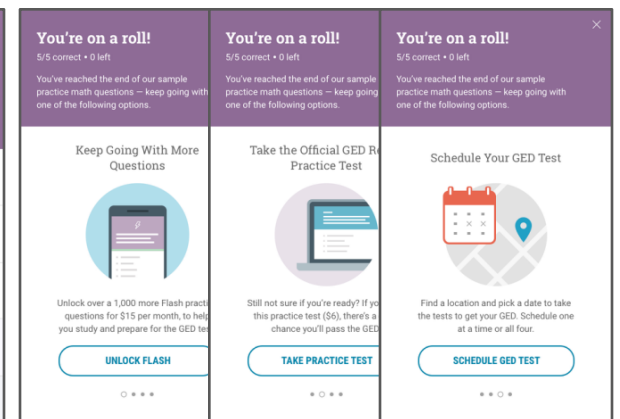 You're on a roll!
5/5 correct • 0 left
You've reached the end of our sample
practice math questions — keep going with
one of the following options.
Keep Going With More
Questions
Unlock over a 1,000 more Flash
questions for $15 per month, to help
you study and prepare for the GED
UNLOCK FLASH
You're on a roll!
5/5 correct • 0 left
You've reached the end of our sample
practice math questions — keep going
one of the following options.
Take the Official GED
Practice Test
Still not sure if you're ready? If
this practice test ($6), there's a
chance you'll pass the GED
TAKE PRACTICE TEST
You're on a roll!
5/5 correct • 0 left
You've reached the end of our sample
practice math questions — keep going with
one of the following options.
Schedule Your GED Test
Find a location and pick a date to take
the tests to get your GED. Schedule one
at a time or all four.
SCHEDULE GED TEST